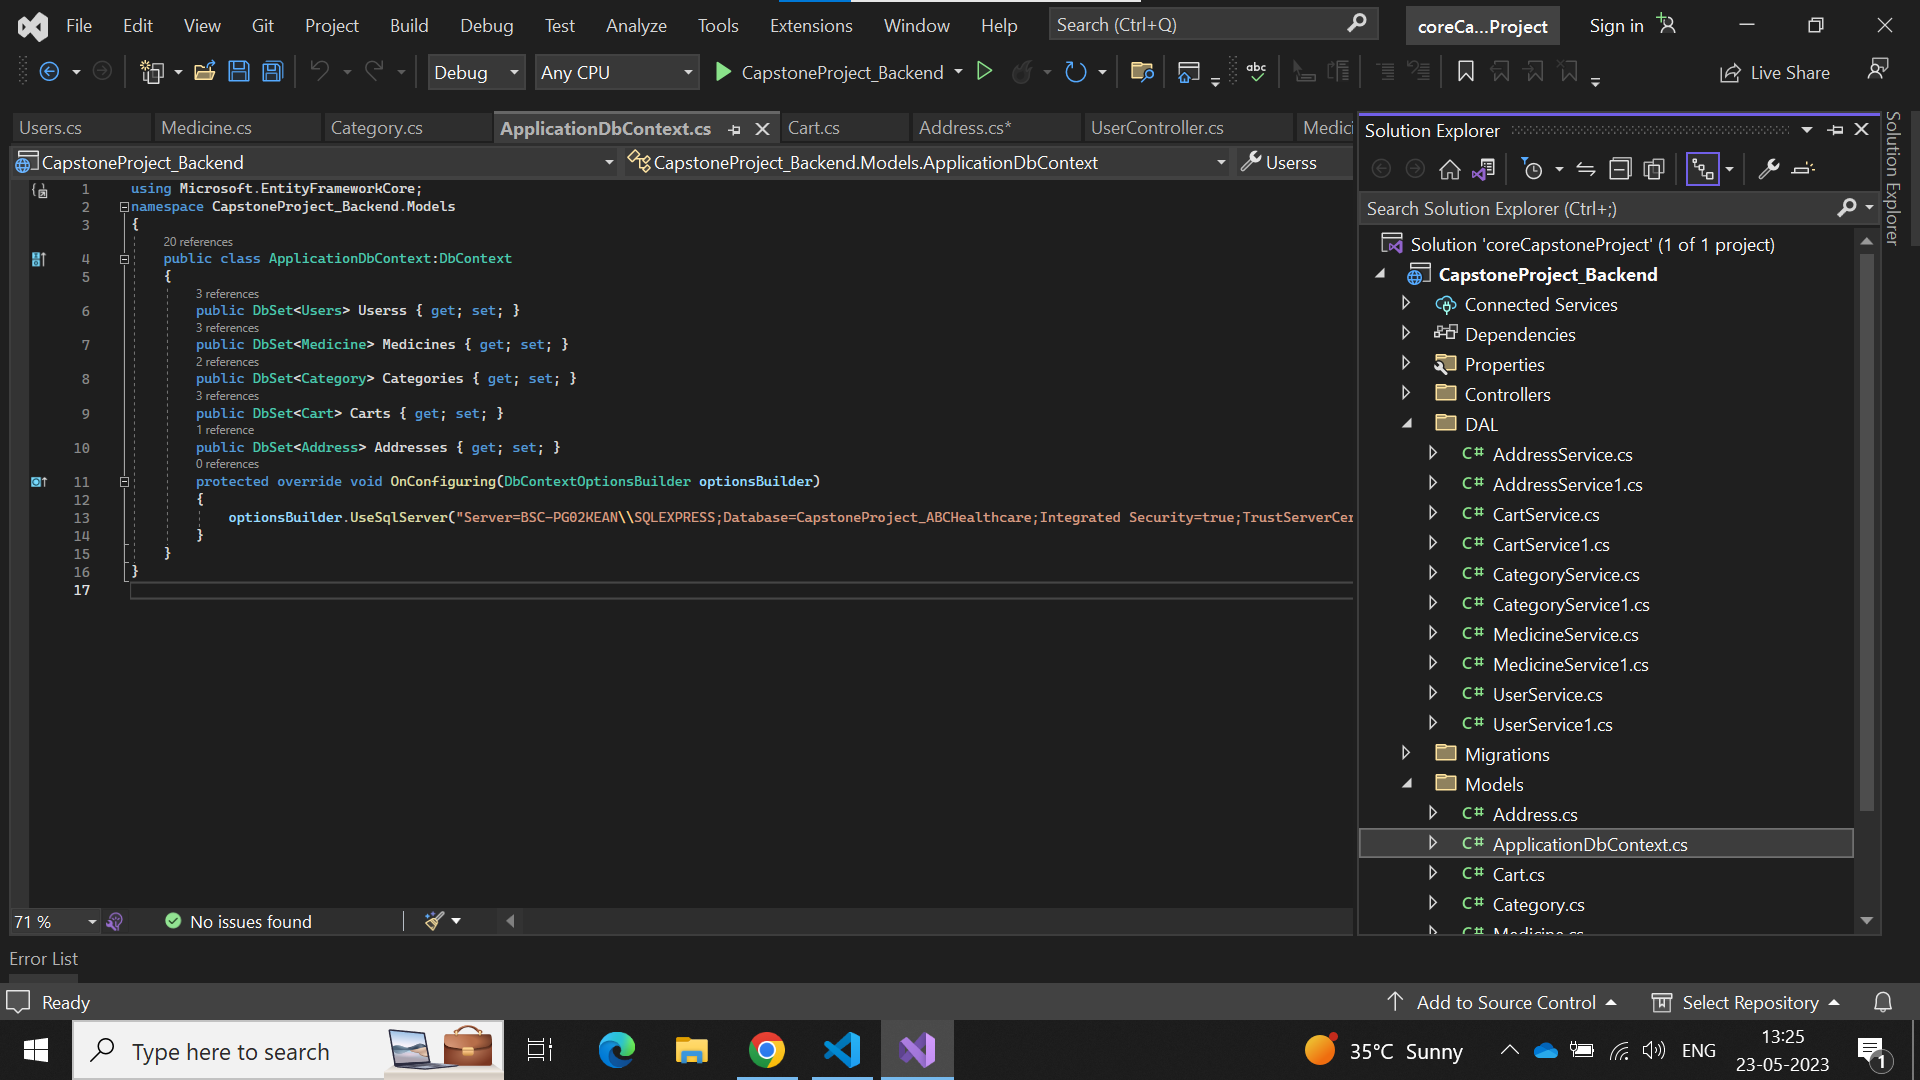 File Edit View Git Project Build Debug Test Analyze Tools Extensions Window Help Search (Ctrl+Q) coreCa...Project Sign in
Debug Any CPU CapstoneProject_Backend Live Share
Users.cs Medicine.cs Category.cs ApplicationDbContext.cs Cart.cs Address.cs* UserController.cs Medici
CapstoneProject_Backend CapstoneProject_Backend.Models.ApplicationDbContext Userss
1 using Microsoft.EntityFrameworkCore;
2 namespace CapstoneProject_Backend.Models
3 {
20 references
4 public class ApplicationDbContext:DbContext
5 {
3 references
6 public DbSet<Users> Userss { get; set; }
3 references
7 public DbSet<Medicine> Medicines { get; set; }
2 references
8 public DbSet<Category> Categories { get; set; }
3 references
9 public DbSet<Cart> Carts { get; set; }
1 reference
10 public DbSet<Address> Addresses { get; set; }
0 references
11 protected override void OnConfiguring(DbContextOptionsBuilder optionsBuilder)
12 {
13 optionsBuilder.UseSqlServer("Server=BSC-PG02KEAN\\SQLEXPRESS;Database=CapstoneProject_ABCHealthcare;Integrated Security=true;TrustServerCer
14 }
15 }
16 }
17
71 % No issues found
Solution Explorer
Search Solution Explorer (Ctrl+;)
Solution 'coreCapstoneProject' (1 of 1 project)
CapstoneProject_Backend
Connected Services
Dependencies
Properties
Controllers
DAL
C# AddressService.cs
C# AddressService1.cs
C# CartService.cs
C# CartService1.cs
C# CategoryService.cs
C# CategoryService1.cs
C# MedicineService.cs
C# MedicineService1.cs
C# UserService.cs
C# UserService1.cs
Migrations
Models
C# Address.cs
C# ApplicationDbContext.cs
C# Cart.cs
C# Category.cs
C# Medicine.cs
Solution Explorer
Error List
Ready Add to Source Control Select Repository
Type here to search 35°C Sunny ENG 13:25
23-05-2023
1